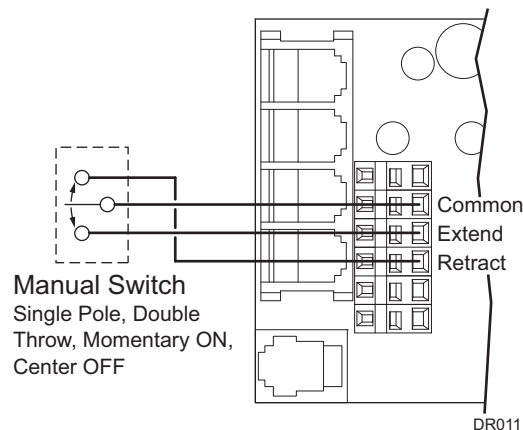 Common
Extend
Retract
Manual Switch
Single Pole, Double
Throw, Momentary ON,
Center OFF
DR011